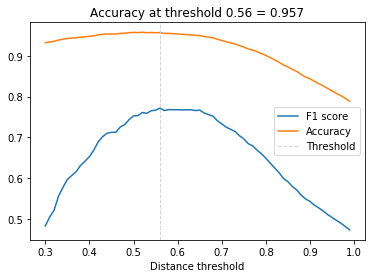 Accuracy at threshold 0.56 = 0.957
0.9
0.8
0.7
0.6
0.5
F1 score
Accuracy
Threshold
0.3 0.4 0.5 0.6 0.7 0.8 0.9 1.0
Distance threshold